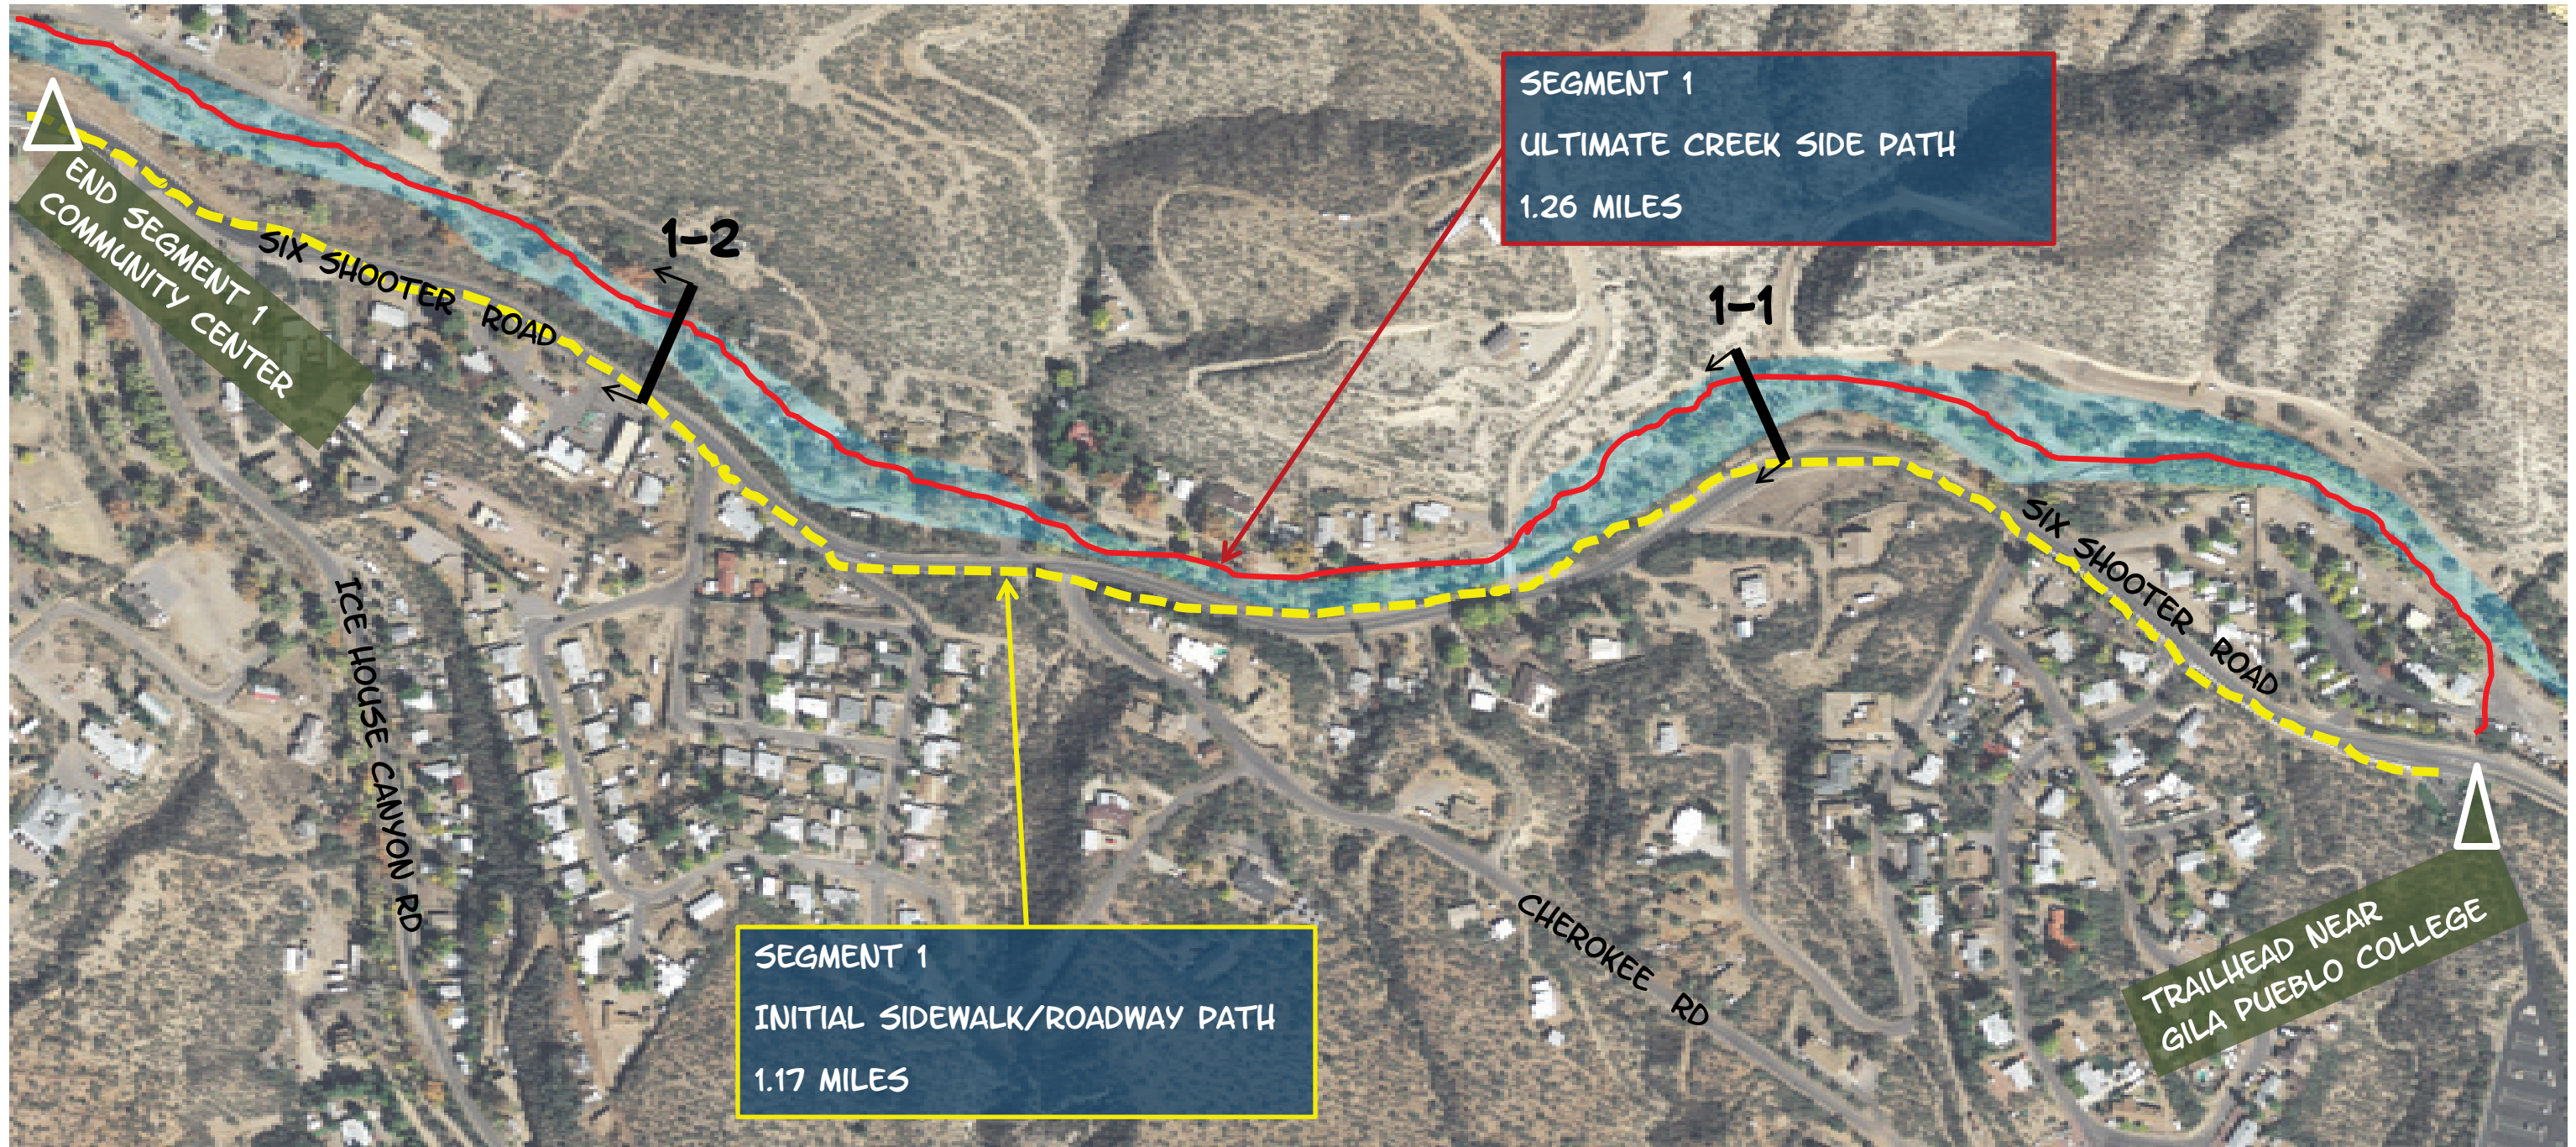 SEGMENT 1
ULTIMATE CREEK SIDE PATH
1.26 MILES
1-2
1-1
END SEGMENT 1
COMMUNITY CENTER
SIX SHOOTER ROAD
SIX SHOOTER ROAD
ICE HOUSE CANYON RD
CHEROKEE RD
SEGMENT 1
INITIAL SIDEWALK/ROADWAY PATH
1.17 MILES
TRAILHEAD NEAR
GILA PUEBLO COLLEGE